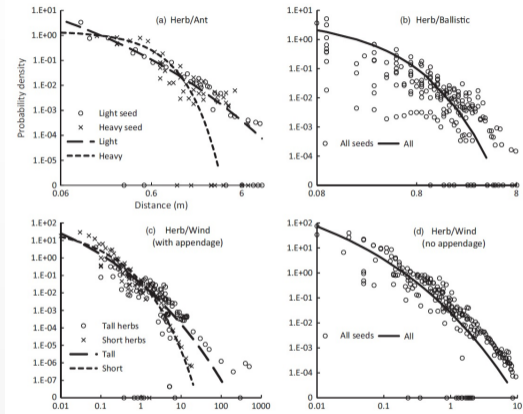 (a) Herb/Ant
Probability density
1.E+01
1.E+00
1.E-01
1.E-02
1.E-03
1.E-04
1.E-05
0
Light seed
Heavy seed
Light
Heavy
0.06
0.6
6
Distance (m)
(b) Herb/Ballistic
1.E+01
1.E+00
1.E-01
1.E-02
1.E-03
1.E-04
0
All seeds
All
0.08
0.8
8
(c) Herb/Wind
(with appendage)
1.E+02
1.E+01
1.E+00
1.E-01
1.E-02
1.E-03
1.E-04
1.E-05
1.E-06
1.E-07
0
Tall herbs
Short herbs
Tall
Short
0.01
0.1
1
10
100
1000
(d) Herb/Wind
(no appendage)
1.E+02
1.E+01
1.E+00
1.E-01
1.E-02
1.E-03
1.E-04
0
All seeds
All
0.01
0.1
1
10